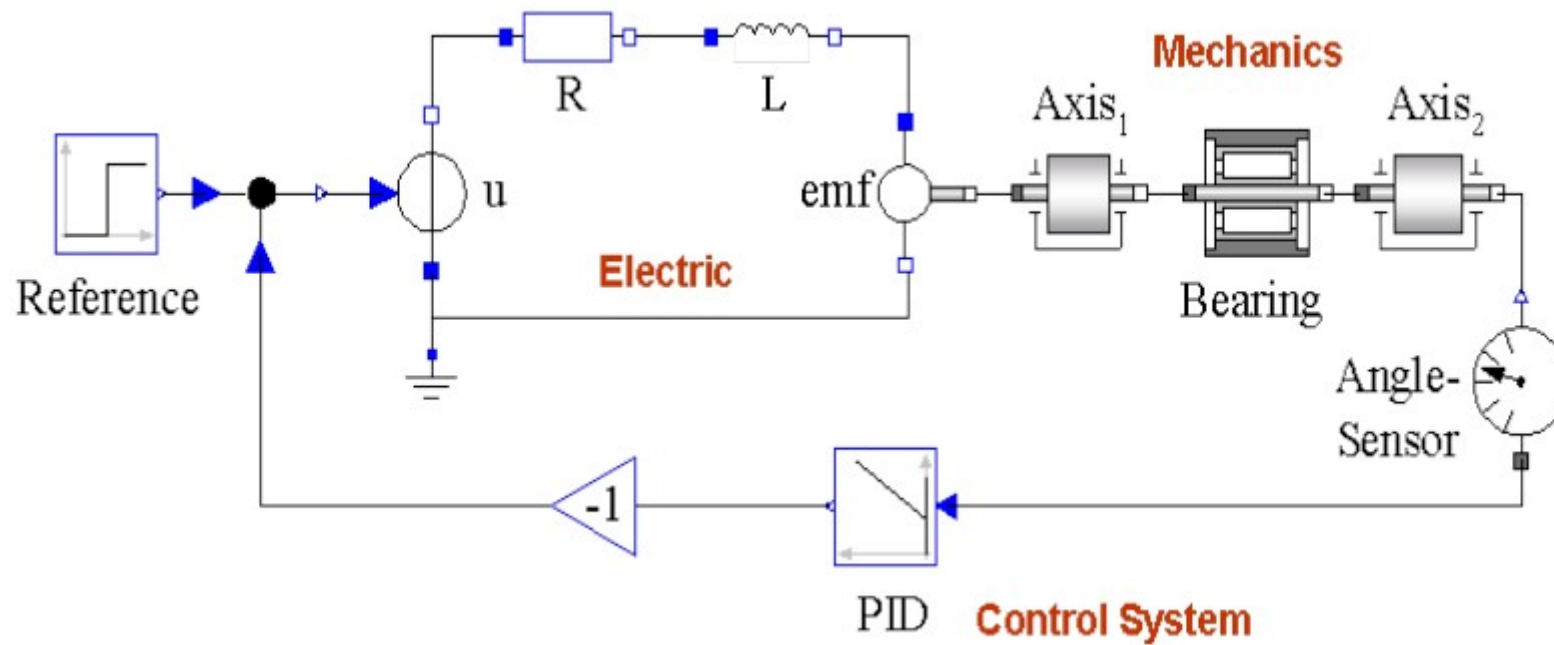 Mechanics
R
L
Axis₁
Axis₂
u
emf
Electric
Reference
Bearing
Angle-
Sensor
-1
PID
Control System